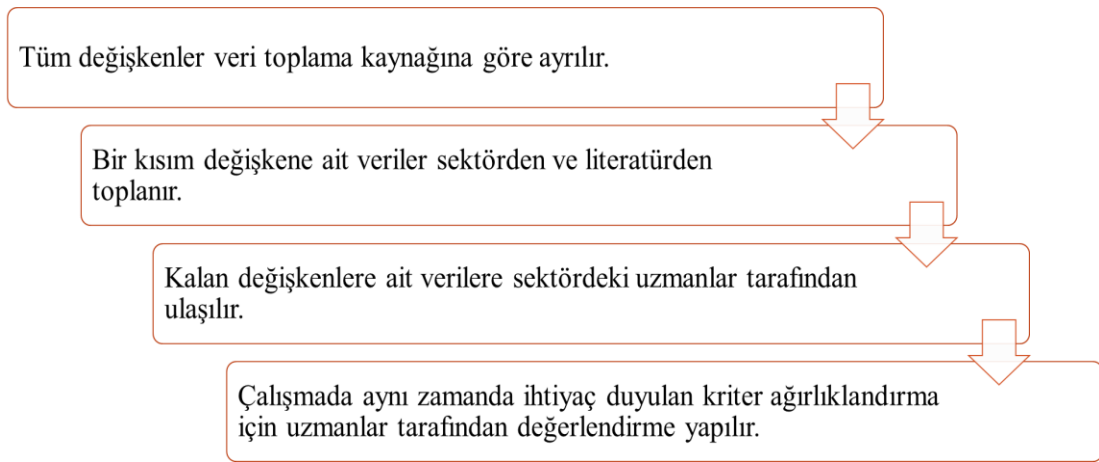 Tüm değişkenler veri toplama kaynağına göre ayrılır.
Bir kısım değişkene ait veriler sektörden ve literatürden
toplanır.
Kalan değişkenlere ait verilere sektördeki uzmanlar tarafından
ulaşılır.
Çalışmada aynı zamanda ihtiyaç duyulan kriter ağırlıklandırma
için uzmanlar tarafından değerlendirme yapılır.